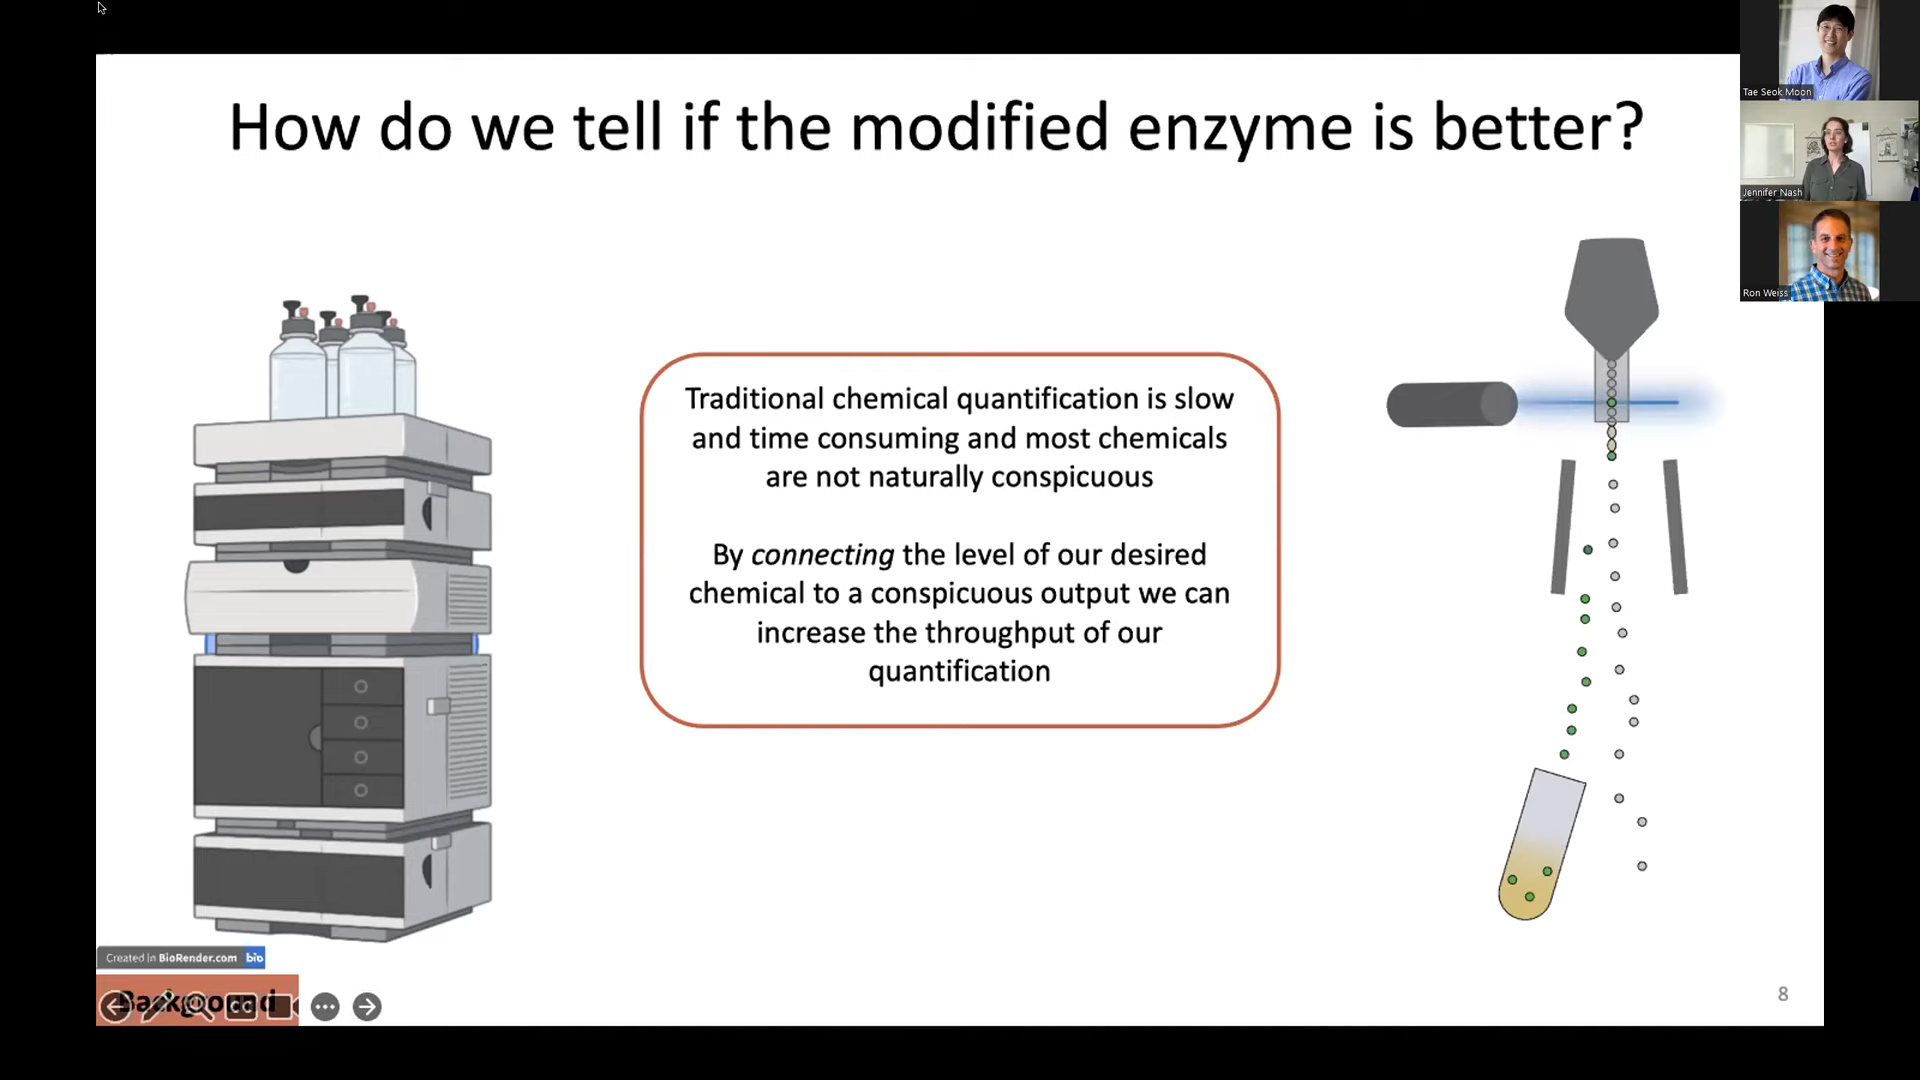 How do we tell if the modified enzyme is better?
Tae Seok Moon
Jennifer Nash
Ron Weiss
Traditional chemical quantification is slow
and time consuming and most chemicals
are not naturally conspicuous
By connecting the level of our desired
chemical to a conspicuous output we can
increase the throughput of our
quantification
Created in BioRender.com bio
Background
CC
8